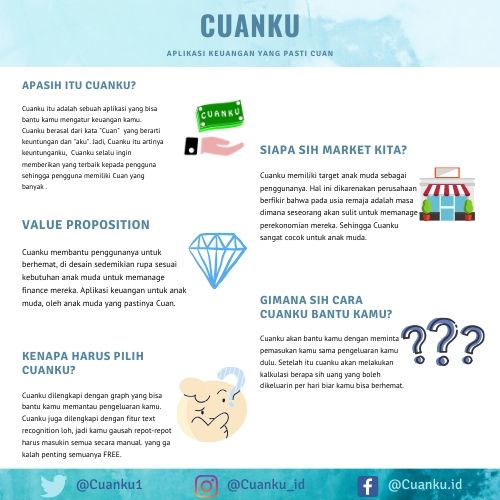 CUANKU
APLIKASI KEUANGAN YANG PASTI CUAN
APASIH ITU CUANKU?
Cuanku itu adalah sebuah aplikasi yang bisa
bantu kamu mengatur keuangan kamu.
Cuanku berasal dari kata "Cuan" yang berarti
keuntungan dan "aku". Jadi, Cuanku itu artinya
keuntunganku, Cuanku selalu ingin
memberikan yang terbaik kepada pengguna
sehingga pengguna memiliki Cuan yang
banyak .
CUANKU
SIAPA SIH MARKET KITA?
Cuanku memiliki target anak muda sebagai
penggunanya. Hal ini dikarenakan perusahaan
berfikir bahwa pada usia remaja adalah masa
dimana seseorang akan sulit untuk memanage
perekonomian mereka. Sehingga Cuanku
sangat cocok untuk anak muda.
VALUE PROPOSITION
Cuanku membantu penggunanya untuk
berhemat, di desain sedemikian rupa sesuai
kebutuhan anak muda untuk memanage
finance mereka. Aplikasi keuangan untuk anak
muda, oleh anak muda yang pastinya Cuan.
GIMANA SIH CARA
CUANKU BANTU KAMU?
Cuanku akan bantu kamu dengan meminta
pemasukan kamu sama pengeluaran kamu
dulu. Setelah itu cuanku akan melakukan
kalkulasi berapa sih uang yang boleh
dikeluarin per hari biar kamu bisa berhemat.
KENAPA HARUS PILIH
CUANKU?
Cuanku dilengkapi dengan graph yang bisa
bantu kamu memantau pengeluaran kamu.
Cuanku juga dilengkapi dengan fitur text
recognition loh, jadi kamu gausah repot-repot
harus masukin semua secara manual. yang ga
kalah penting semuanya FREE.
@Cuanku1
@Cuanku_id
@Cuanku.id